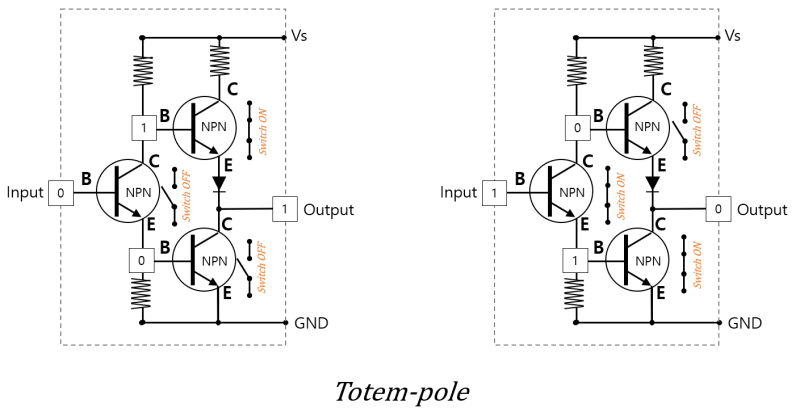 Vs
C
B
1
NPN
Switch ON
E
C
B
Input
0
NPN
Switch OFF
1
Output
E
C
B
0
NPN
Switch OFF
E
GND
Vs
C
B
0
NPN
Switch OFF
E
C
B
Input
1
NPN
Switch ON
0
Output
E
C
B
1
NPN
Switch ON
E
GND
Totem-pole